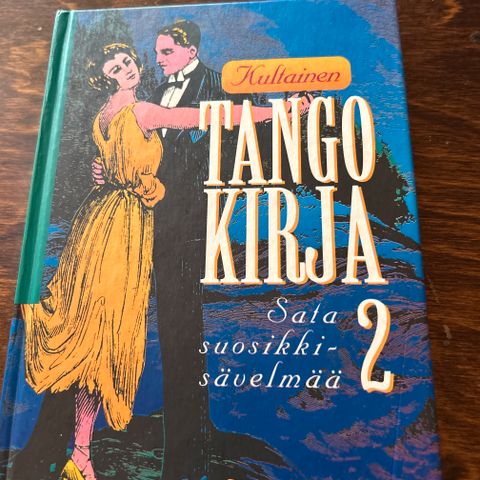 Kultainen
TANGO
KIRJA
2
Sata
suosikki-
sävelmää